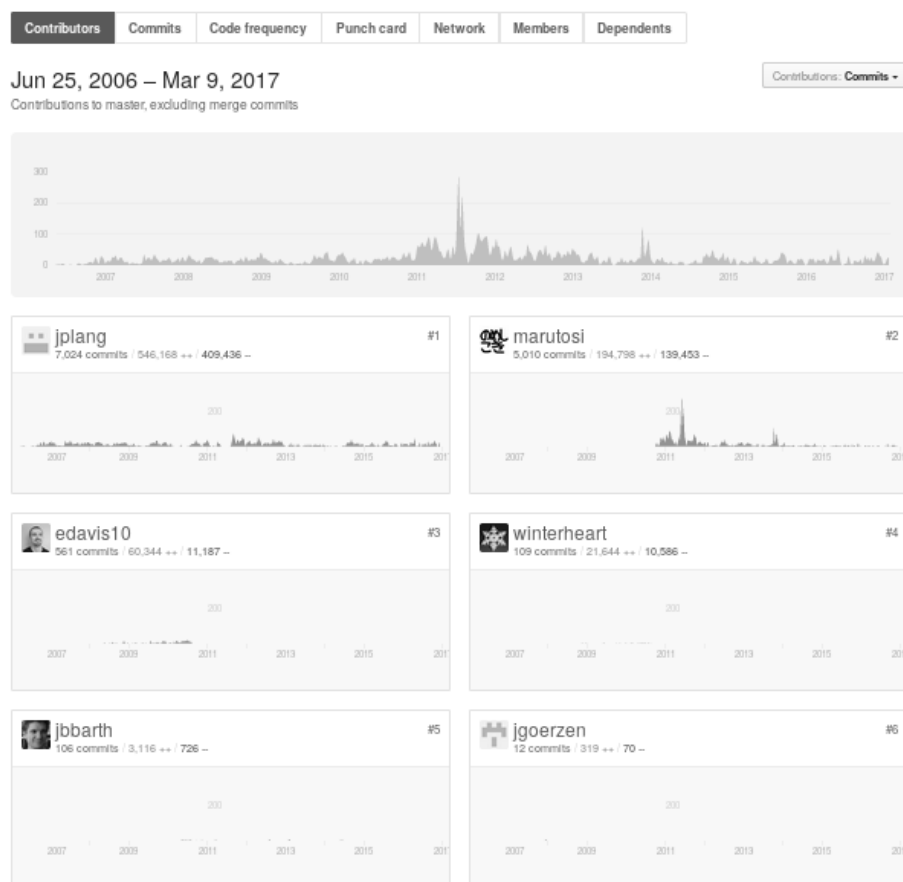 Contributors Commits Code frequency Punch card Network Members Dependents
Jun 25, 2006 – Mar 9, 2017
Contributions: Commits
Contributions to master, excluding merge commits
300
200
100
0
2007 2008 2009 2010 2011 2012 2013 2014 2015 2016 2017
jplang #1
7,024 commits / 546,168 ++ / 409,436 --
200
2007 2009 2011 2013 2015 201
marutosi #2
5,010 commits / 194,798 ++ / 139,453 --
200
2007 2009 2011 2013 2015 20
edavis10 #3
561 commits / 60,344 ++ / 11,187 --
200
2007 2009 2011 2013 2015 201
winterheart #4
109 commits / 21,644 ++ / 10,586 --
200
2007 2009 2011 2013 2015 20
jbbarth #5
106 commits / 3,116 ++ / 726 --
200
2007 2009 2011 2013 2015 201
jgoerzen #6
12 commits / 319 ++ / 70 --
200
2007 2009 2011 2013 2015 20